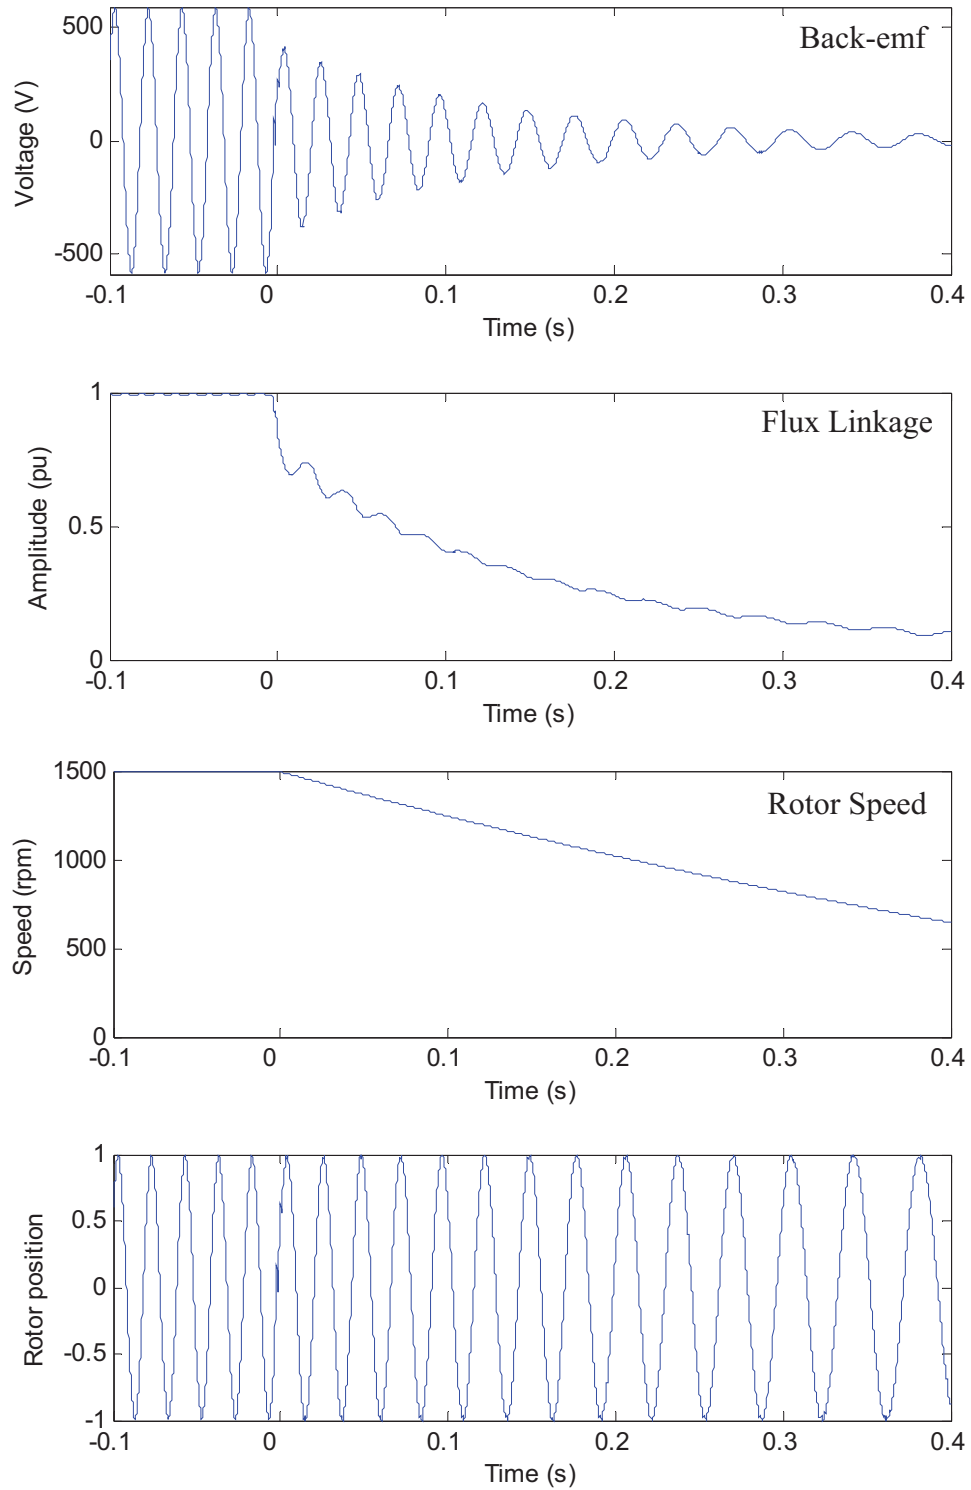 500
Back-emf
Voltage (V)
0
-500
-0.1 0 0.1 0.2 0.3 0.4
Time (s)
1
Flux Linkage
Amplitude (pu)
0.5
0
-0.1 0 0.1 0.2 0.3 0.4
Time (s)
1500
Rotor Speed
Speed (rpm)
1000
500
0
-0.1 0 0.1 0.2 0.3 0.4
Time (s)
1
0.5
Rotor position
0
-0.5
-1
-0.1 0 0.1 0.2 0.3 0.4
Time (s)